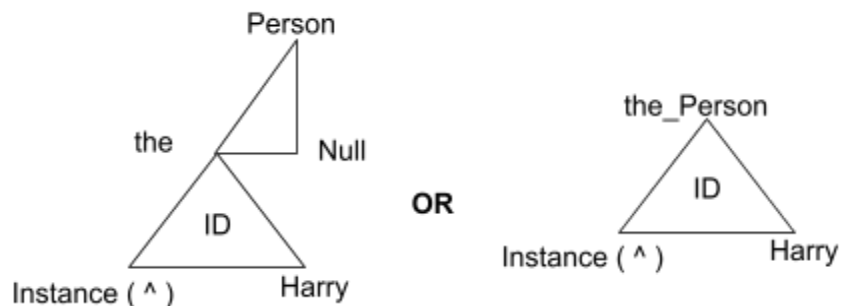 Person
the
Null
ID
Instance ( ^ )
Harry
OR
the_Person
ID
Instance ( ^ )
Harry